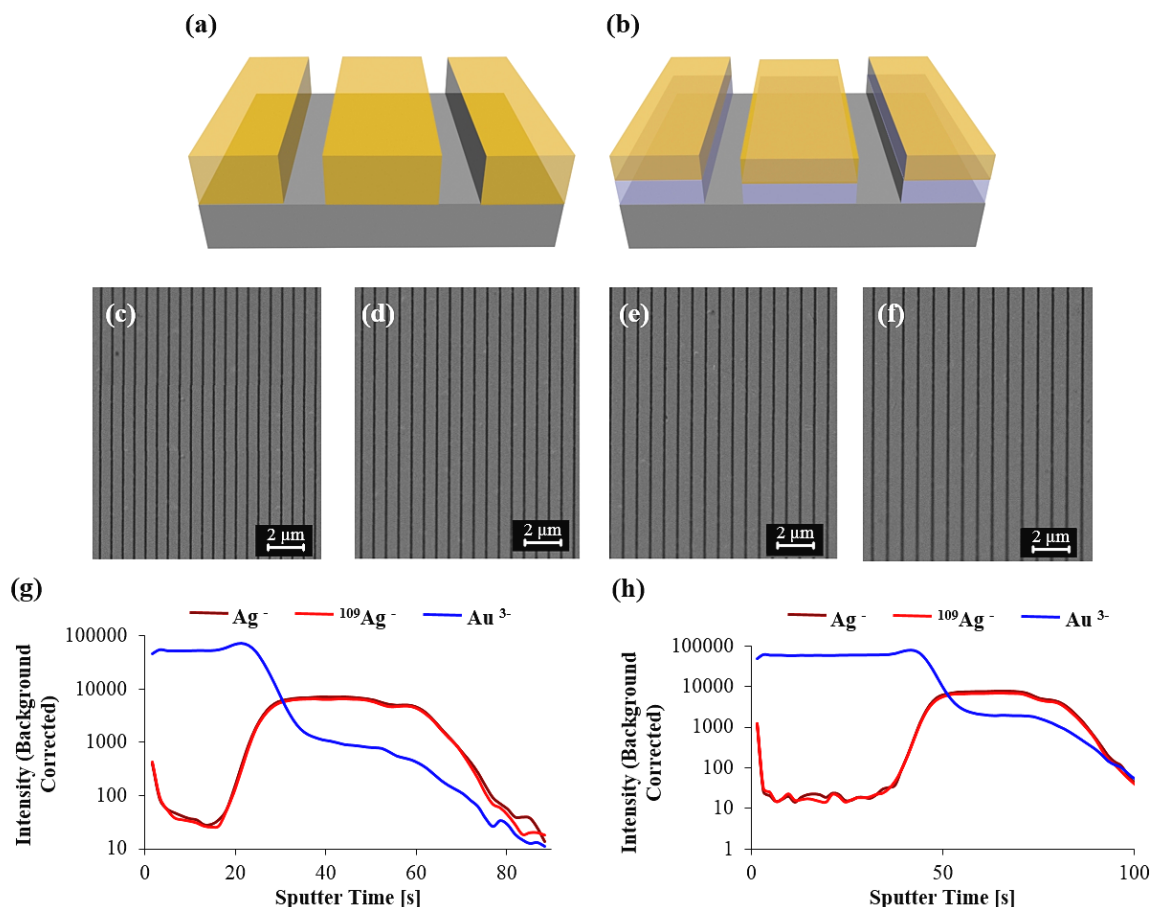 (a)
(b)
(c)
(d)
(e)
(f)
2 μm
2 μm
2 μm
2 μm
(g)
Ag -
109Ag -
Au 3-
Intensity (Background
Corrected)
100000
10000
1000
100
10
0
20
40
60
80
Sputter Time [s]
(h)
Ag -
109Ag -
Au 3-
Intensity (Background
Corrected)
100000
10000
1000
100
10
1
0
50
100
Sputter Time [s]